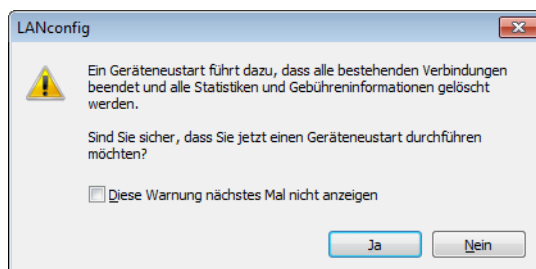 LANconfig
Ein Geräteneustart führt dazu, dass alle bestehenden Verbindungen
beendet und alle Statistiken und Gebühreninformationen gelöscht
werden.
Sind Sie sicher, dass Sie jetzt einen Geräteneustart durchführen
möchten?
Diese Warnung nächstes Mal nicht anzeigen
Ja
Nein